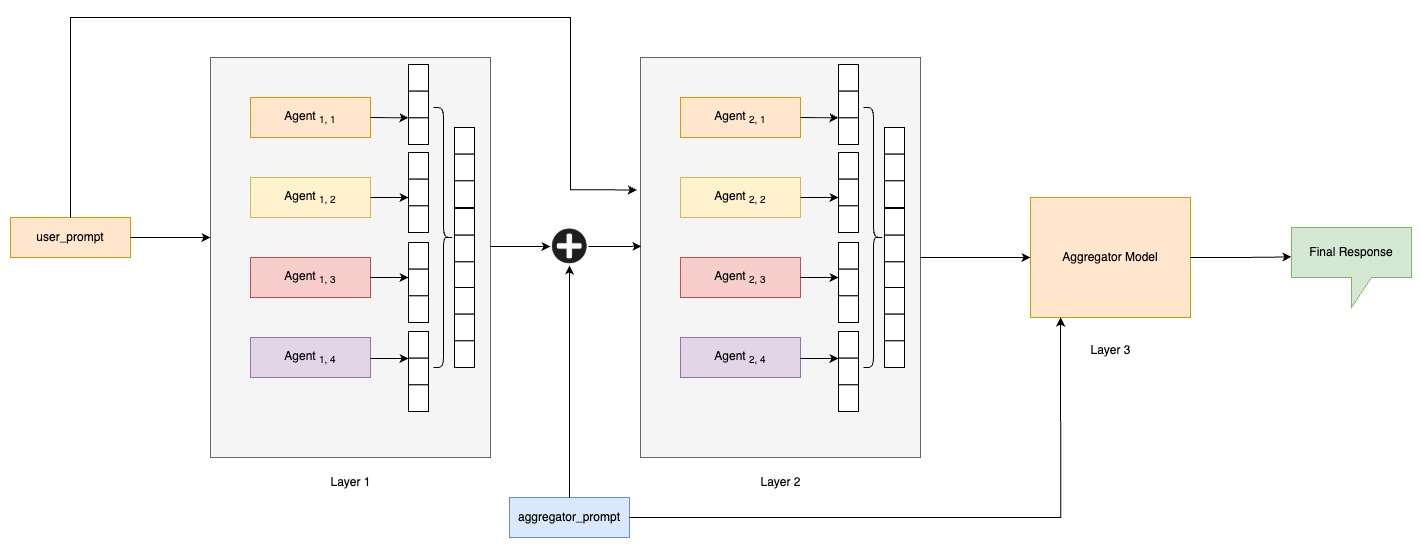 user_prompt
Agent 1, 1
Agent 1, 2
Agent 1, 3
Agent 1, 4
Layer 1
aggregator_prompt
Agent 2, 1
Agent 2, 2
Agent 2, 3
Agent 2, 4
Layer 2
Aggregator Model
Layer 3
Final Response